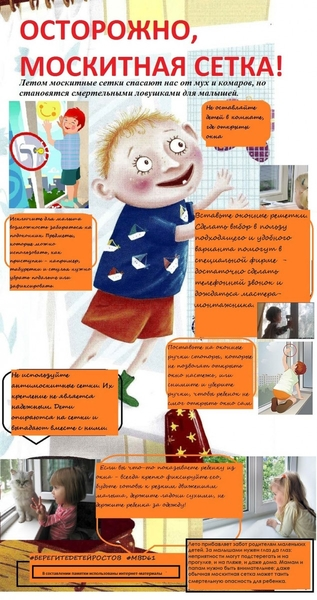 ОСТОРОЖНО,
МОСКИТНАЯ СЕТКА!
Летом москитные сетки спасают нас от мух и комаров, но
становятся смертельными ловушками для малышей.
Не оставляйте
детей в комнате,
где открыты
окна
Исключите для малыша
возможность забираться на
подоконник. Предметы,
которые можно
использовать, как
приступки - например,
табуретки и стулья нужно
убрать подальше или
зафиксировать
Вставьте оконные решетки.
Сделать выбор в пользу
подходящего и удобного
варианта помогут в
специальной фирме -
достаточно сделать
телефонный звонок и
дождаться мастера-
монтажника.
Поставьте на оконные
ручки стопоры, которые
не позволят открыть
окно настежь, или
снимите и уберите
ручки, чтобы ребенок не
смог открыть окно сам.
Не используйте
антимоскитные сетки. Их
крепление не является
надежным. Дети
опираются на сетки и
выпадают вместе с ними.
Если вы что-то показываете ребенку из
окна - всегда крепко фиксируйте его,
будьте готовы к резким движениям
малыша, держите ладони сухими, не
держите ребенка за одежду!
#БЕРЕГИТЕДЕТЕЙРОСТОВ #MBD61
В составлении памятки использованы интернет материалы
Лето прибавляет забот родителям маленьких
детей. За малышами нужен глаз да глаз:
неприятности могут подстерегать и на
прогулке, и на пляже, и даже дома. Мамам и
папам нужно быть внимательнее: даже
обычная москитная сетка может таить
смертельную опасность для ребенка.